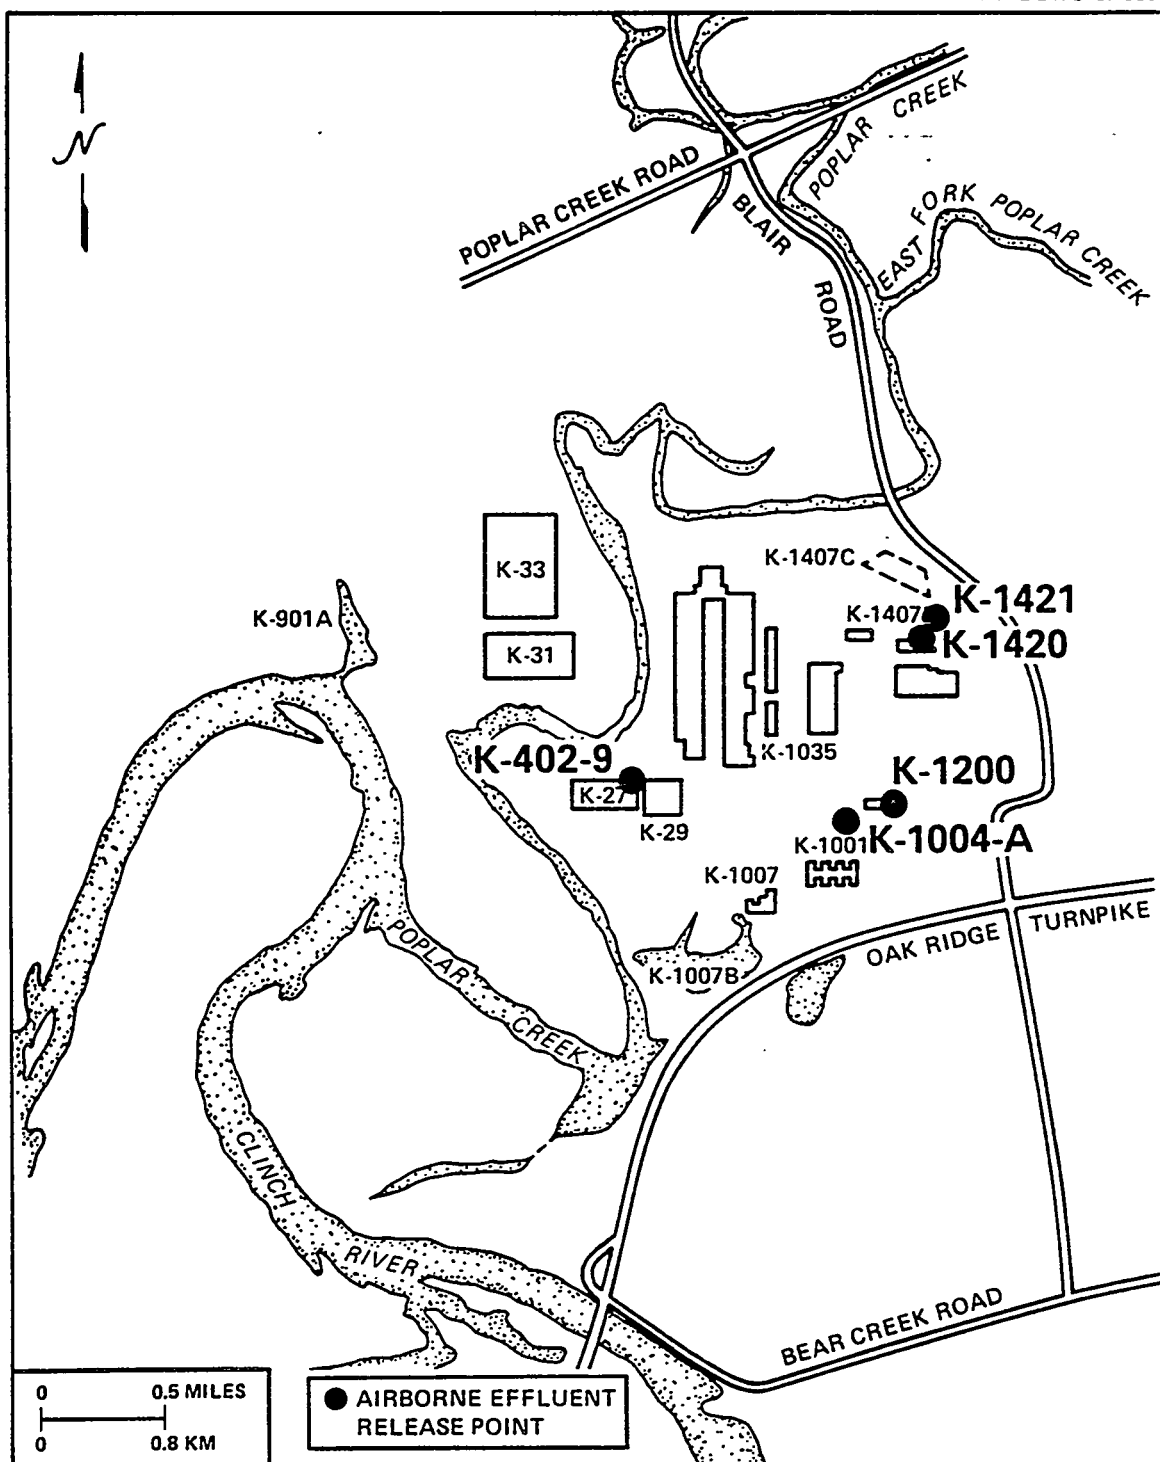 N
POPLAR CREEK ROAD
POPLAR CREEK
BLAIR ROAD
EAST FORK POPLAR CREEK
K-33
K-31
K-901A
K-1407C
K-1421
K-1407
K-1420
K-1035
K-402-9
K-27
K-29
K-1200
K-1001
K-1004-A
K-1007
K-1007B
OAK RIDGE TURNPIKE
POPLAR CREEK
CLINCH RIVER
BEAR CREEK ROAD
0 0.5 MILES
0 0.8 KM
AIRBORNE EFFLUENT
RELEASE POINT